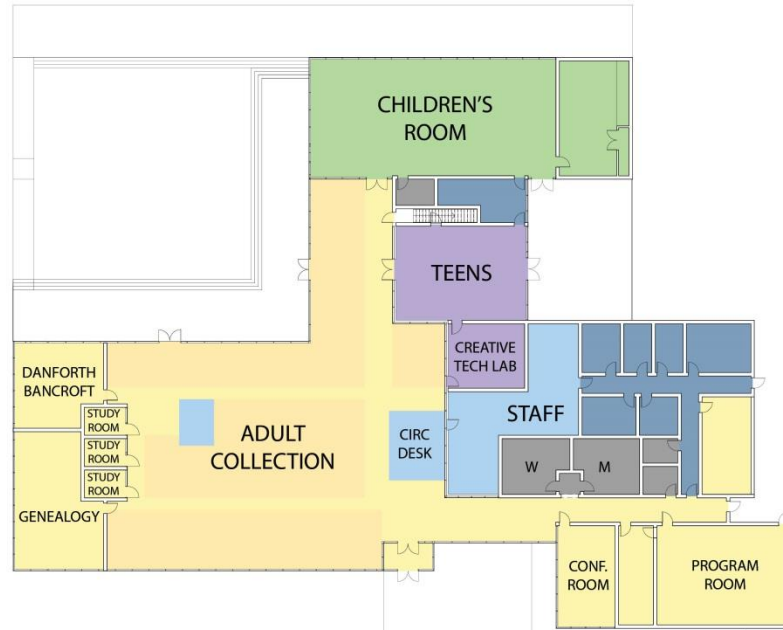 CHILDREN'S
ROOM
TEENS
CREATIVE
TECH LAB
DANFORTH
BANCROFT
STUDY
ROOM
STUDY
ROOM
STUDY
ROOM
GENEALOGY
ADULT
COLLECTION
CIRC
DESK
STAFF
W
M
CONF.
ROOM
PROGRAM
ROOM